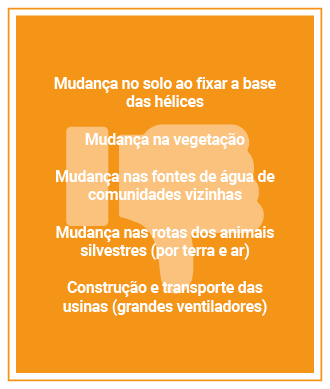 Mudança no solo ao fixar a base
das hélices
Mudança na vegetação
Mudança nas fontes de água de
comunidades vizinhas
Mudança nas rotas dos animais
silvestres (por terra e ar)
Construção e transporte das
usinas (grandes ventiladores)